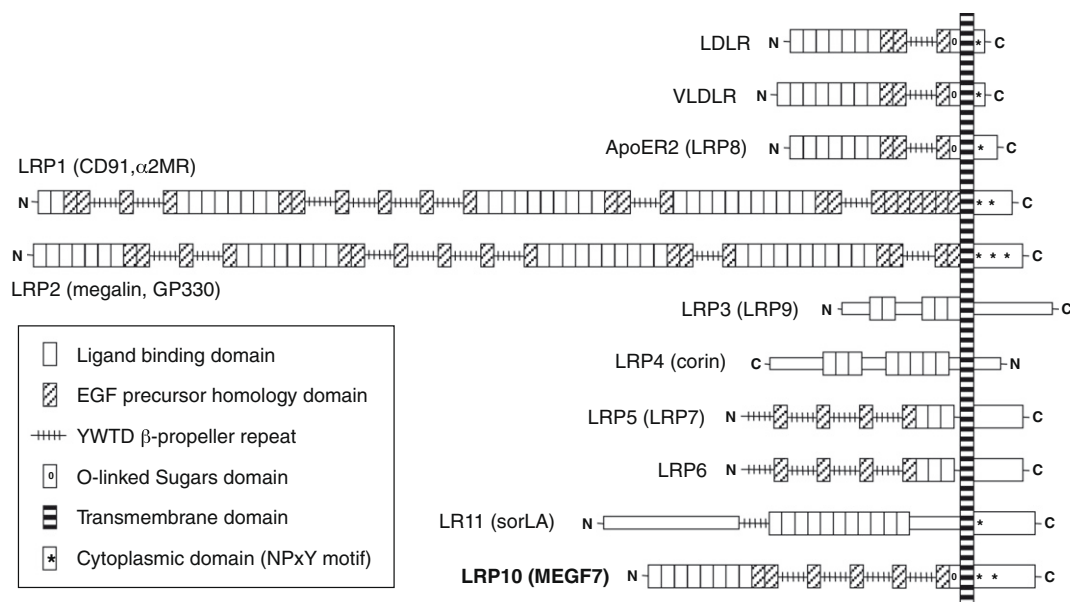 LDLR N C
VLDLR N C
ApoER2 (LRP8) N C
LRP1 (CD91,α2MR)
N C
N C
LRP2 (megalin, GP330)
LRP3 (LRP9) N C
LRP4 (corin) C N
LRP5 (LRP7) N C
LRP6 N C
LR11 (sorLA) N C
LRP10 (MEGF7) N C
Ligand binding domain
EGF precursor homology domain
YWTD β-propeller repeat
O-linked Sugars domain
Transmembrane domain
Cytoplasmic domain (NPxY motif)